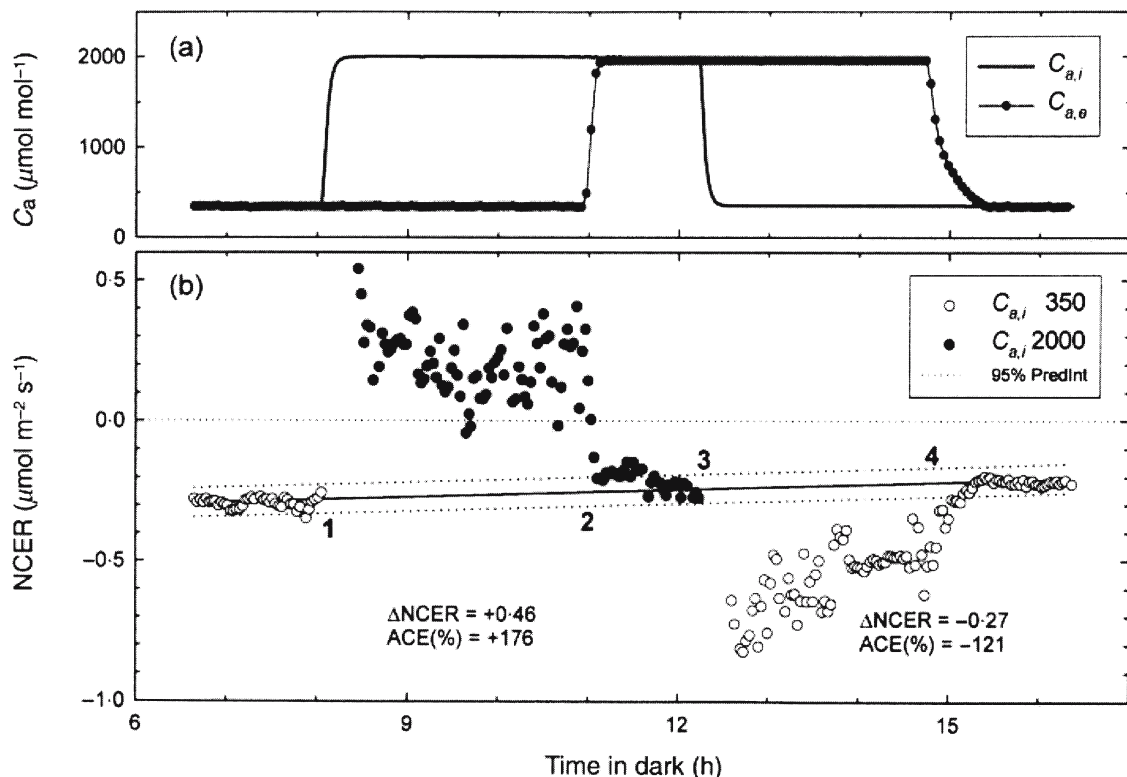 (a)
C_a (µmol mol⁻¹)
2000
1000
0
C_a,i
C_a,e
(b)
NCER (µmol m⁻² s⁻¹)
0·5
0·0
−0·5
−1·0
C_a,i 350
C_a,i 2000
95% PredInt
1
2
3
4
ΔNCER = +0·46
ACE(%) = +176
ΔNCER = −0·27
ACE(%) = −121
6
9
12
15
Time in dark (h)